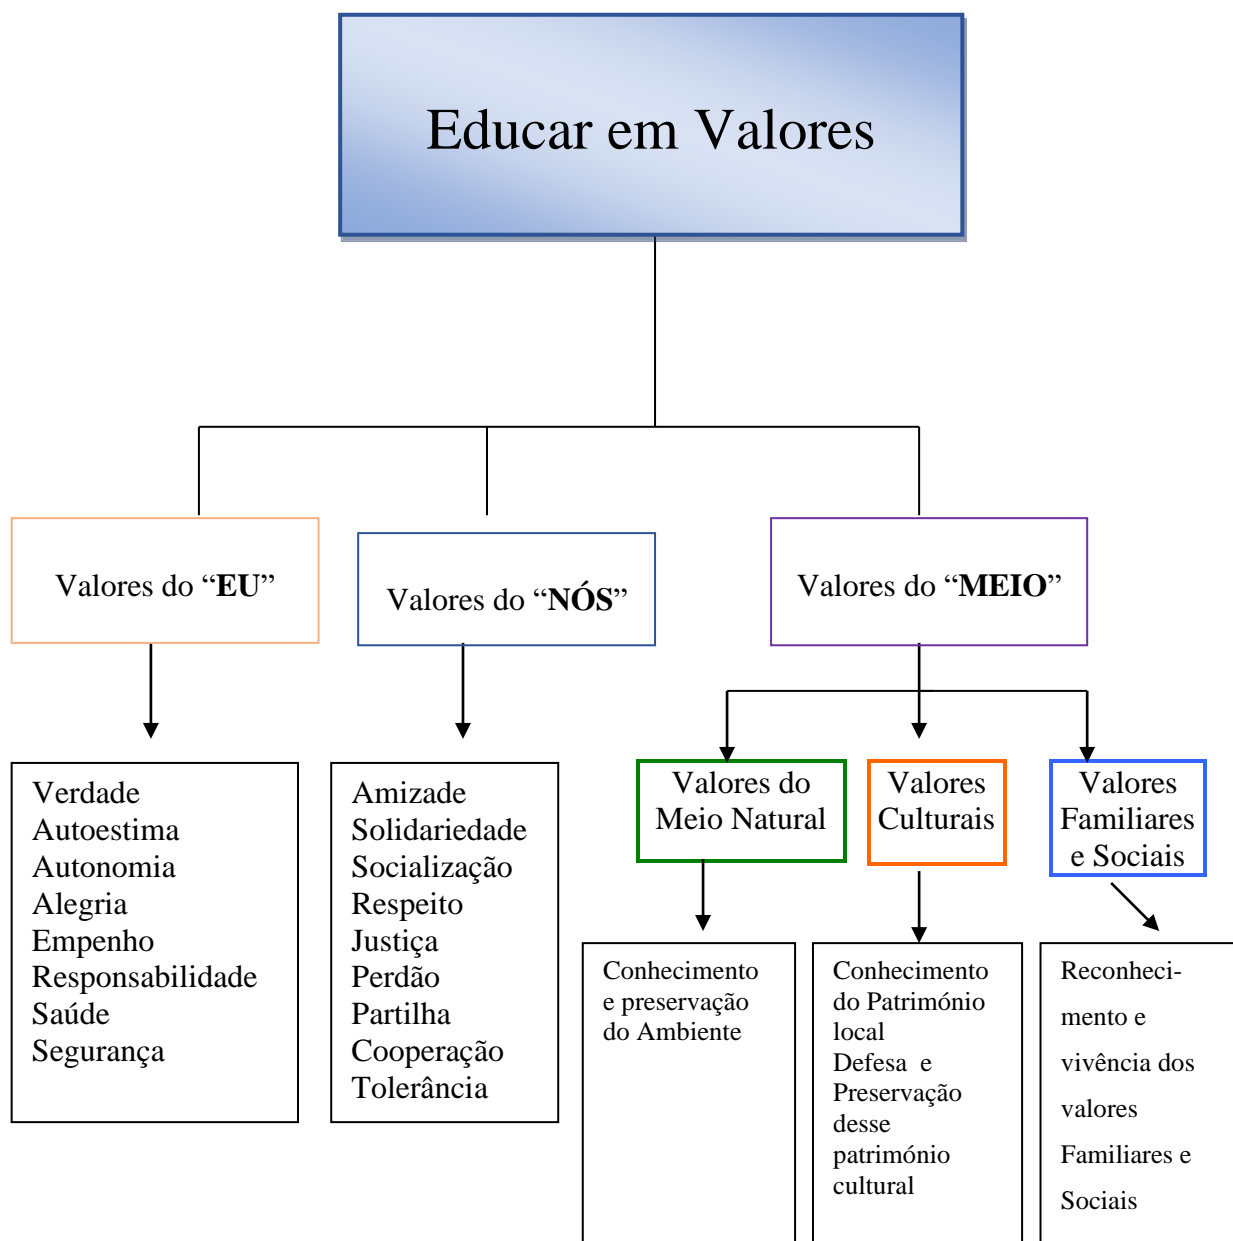 Educar em Valores
Valores do “EU”
Valores do “NÓS”
Valores do “MEIO”
Verdade
Autoestima
Autonomia
Alegria
Empenho
Responsabilidade
Saúde
Segurança
Amizade
Solidariedade
Socialização
Respeito
Justiça
Perdão
Partilha
Cooperação
Tolerância
Valores do
Meio Natural
Valores
Culturais
Valores
Familiares
e Sociais
Conhecimento
e preservação
do Ambiente
Conhecimento
do Património
local
Defesa e
Preservação
desse
património
cultural
Reconheci-
mento e
vivência dos
valores
Familiares e
Sociais